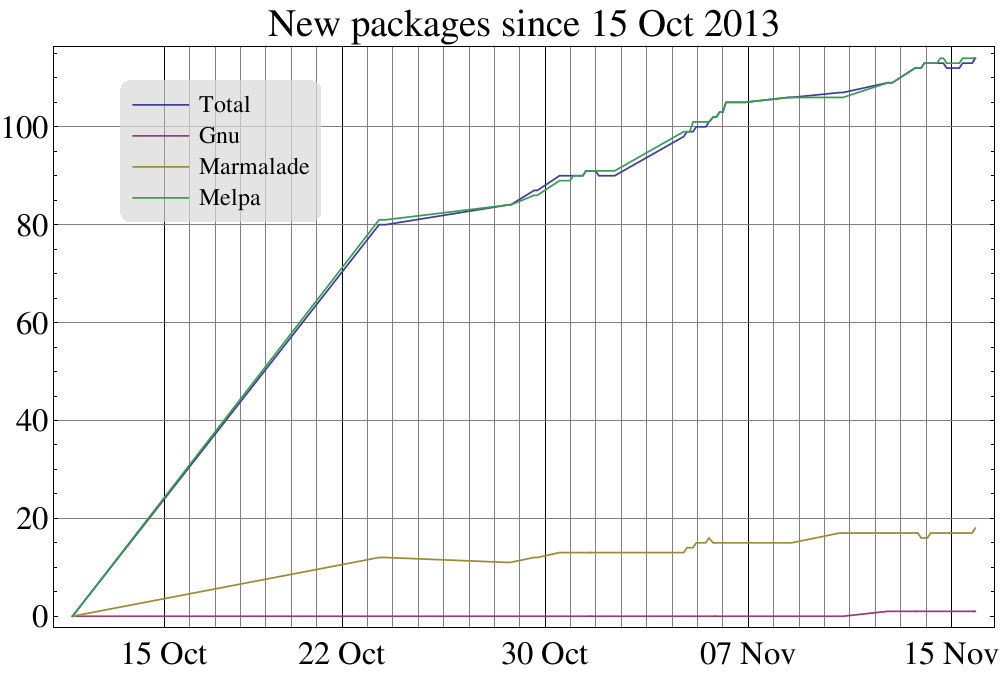 New packages since 15 Oct 2013
Total
Gnu
Marmalade
Melpa
100
80
60
40
20
0
15 Oct 22 Oct 30 Oct 07 Nov 15 Nov